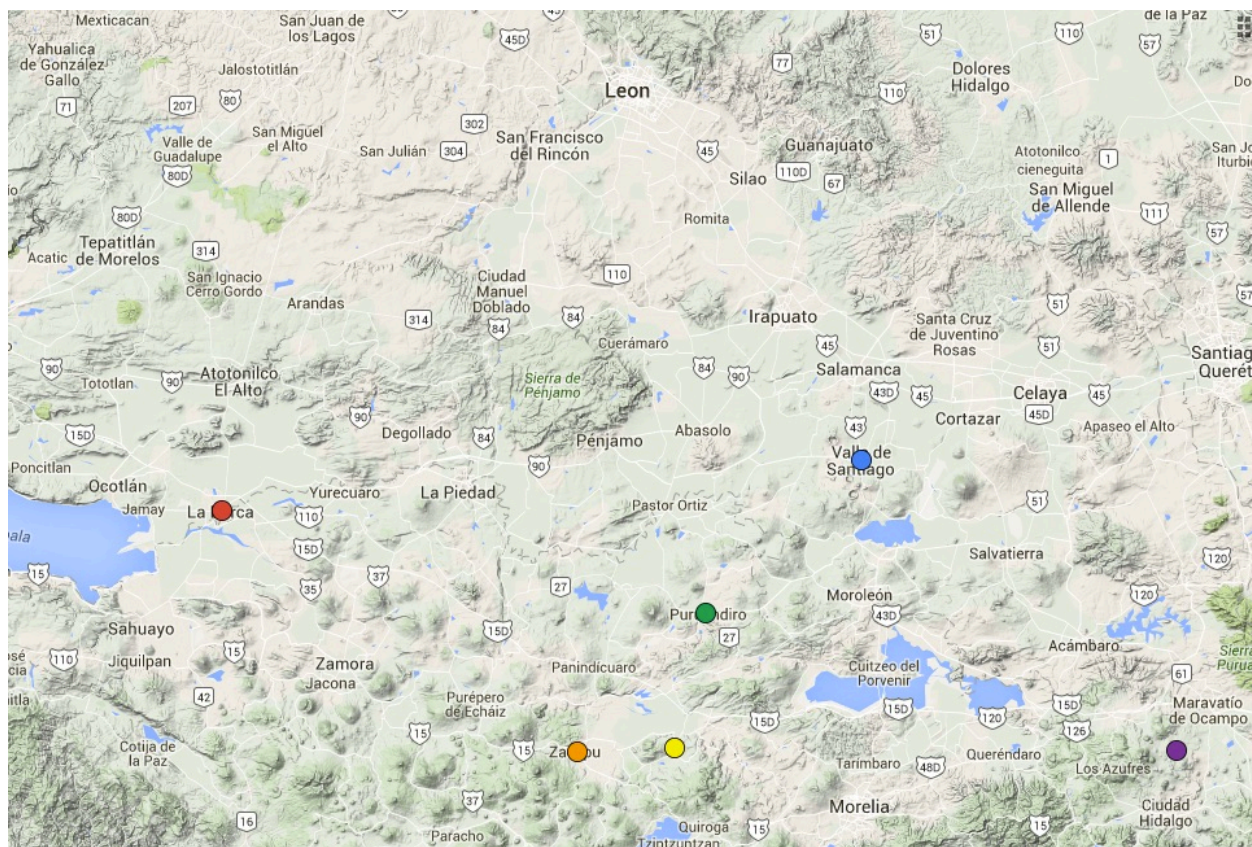 Mexticacan
San Juan de
los Lagos
de la Paz
Yahualica
de González
Gallo
Jalostotitlán
45D
51
110
57
77
Leon
Dolores
Hidalgo
71
207
80
302
110
Valle de
Guadalupe
San Miguel
el Alto
San Julián
304
San Francisco
del Rincón
45
Guanajuato
Atotonilco
cieneguita
1
80D
Silao
110D
67
San Miguel
de Allende
111
80D
Romita
57
Tepatitlán
de Morelos
314
Acatic
San Ignacio
Cerro Gordo
Arandas
Ciudad
Manuel
Doblado
110
51
57
314
84
84
Irapuato
Santa Cruz
de Juventino
Rosas
Cuerámaro
45
51
90
Tototlan
90
Atotonilco
El Alto
Sierra de
Pénjamo
84
90
Salamanca
43D
45
Celaya
45
45D
90
Degollado
84
Pénjamo
Abasolo
43
Cortazar
Apaseo el Alto
15D
Poncitlan
90
Valle de
Santiago
Ocotlán
Jamay
Yurecuaro
La Piedad
110
Pastor Ortiz
51
15D
Salvatierra
15
35
37
27
120
120
Moroleón
43D
Sahuayo
15D
27
Acámbaro
110
Jiquilpan
15
Zamora
Jacona
Panindícuaro
Cuitzeo del
Porvenir
61
42
Purépero
de Echáiz
15D
15D
120
15D
126
Maravatío
de Ocampo
Cotija de
la Paz
15
15
Tarímbaro
48D
Queréndaro
Los Azufres
37
Morelia
Ciudad
Hidalgo
16
Paracho
Quiroga
Tzintzuntzan
15
15